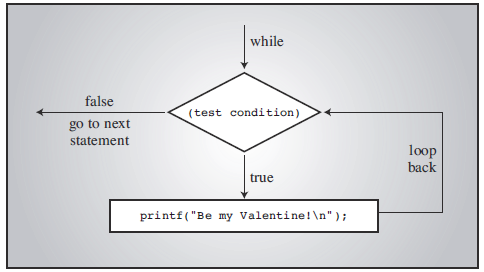 while
false
(test condition)
go to next
statement
loop
back
true
printf("Be my Valentine!\n");